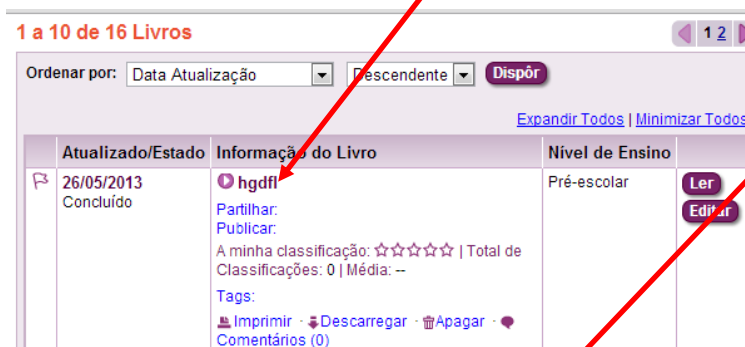 1 a 10 de 16 Livros
1 2
Ordenar por: Data Atualização Descendente Dispôr
Expandir Todos | Minimizar Todos
Atualizado/Estado Informação do Livro Nível de Ensino
26/05/2013 hgdfl Pré-escolar Ler
Concluído Editar
Partilhar:
Publicar:
A minha classificação: ☆☆☆☆☆ | Total de
Classificações: 0 | Média: --
Tags:
Imprimir · Descarregar · Apagar ·
Comentários (0)